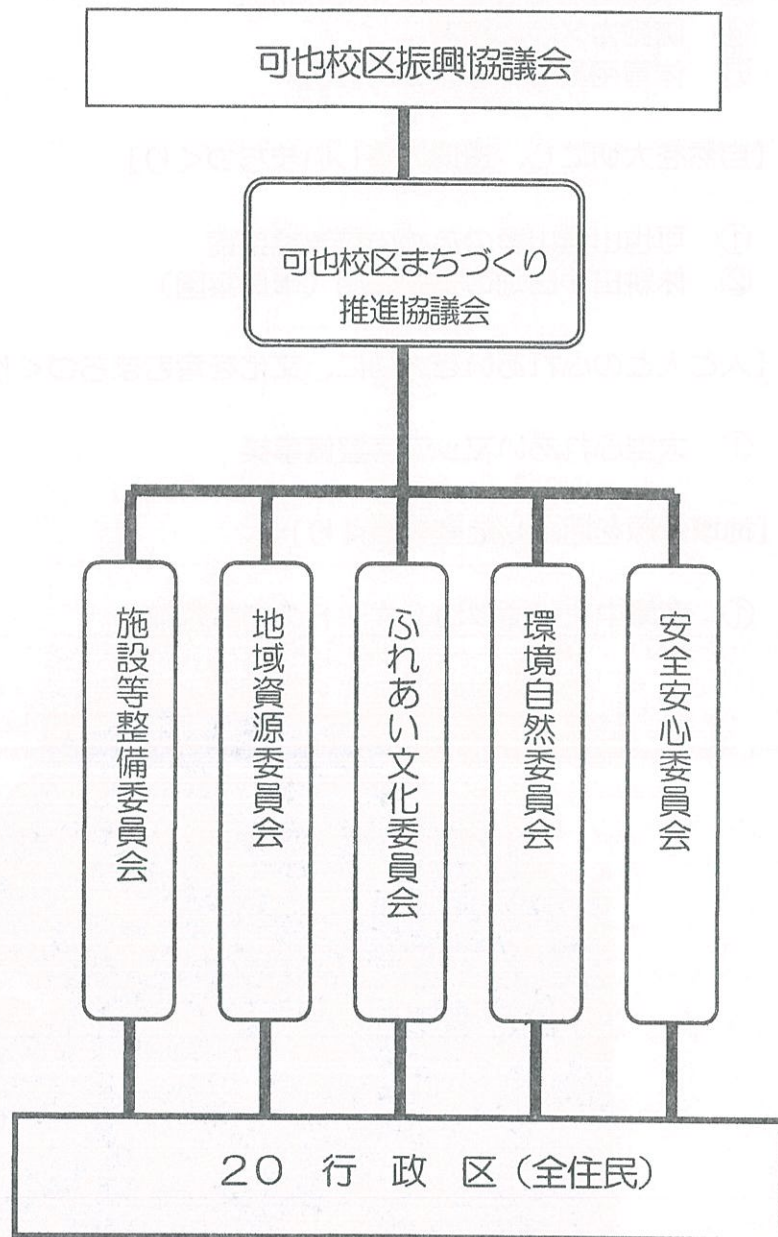 可也校区振興協議会
可也校区まちづくり
推進協議会
安全安心委員会
環境自然委員会
ふれあい文化委員会
地域資源委員会
施設等整備委員会
20 行 政 区(全住民)